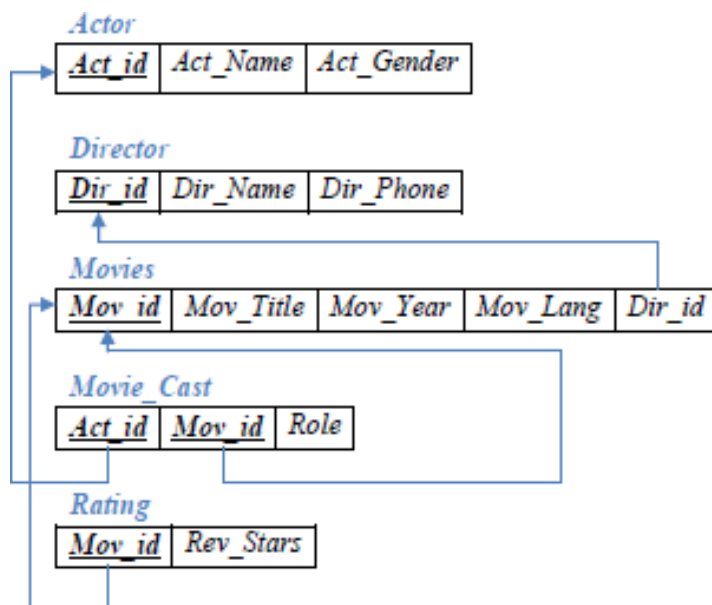 Actor
Act_id Act_Name Act_Gender
Director
Dir_id Dir_Name Dir_Phone
Movies
Mov_id Mov_Title Mov_Year Mov_Lang Dir_id
Movie_Cast
Act_id Mov_id Role
Rating
Mov_id Rev_Stars